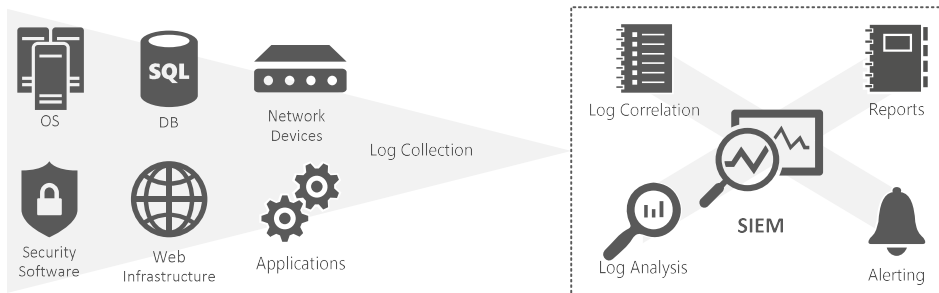 SQL
OS
DB
Network
Devices
Security
Software
Web
Infrastructure
Applications
Log Collection
Log Correlation
Reports
SIEM
Log Analysis
Alerting